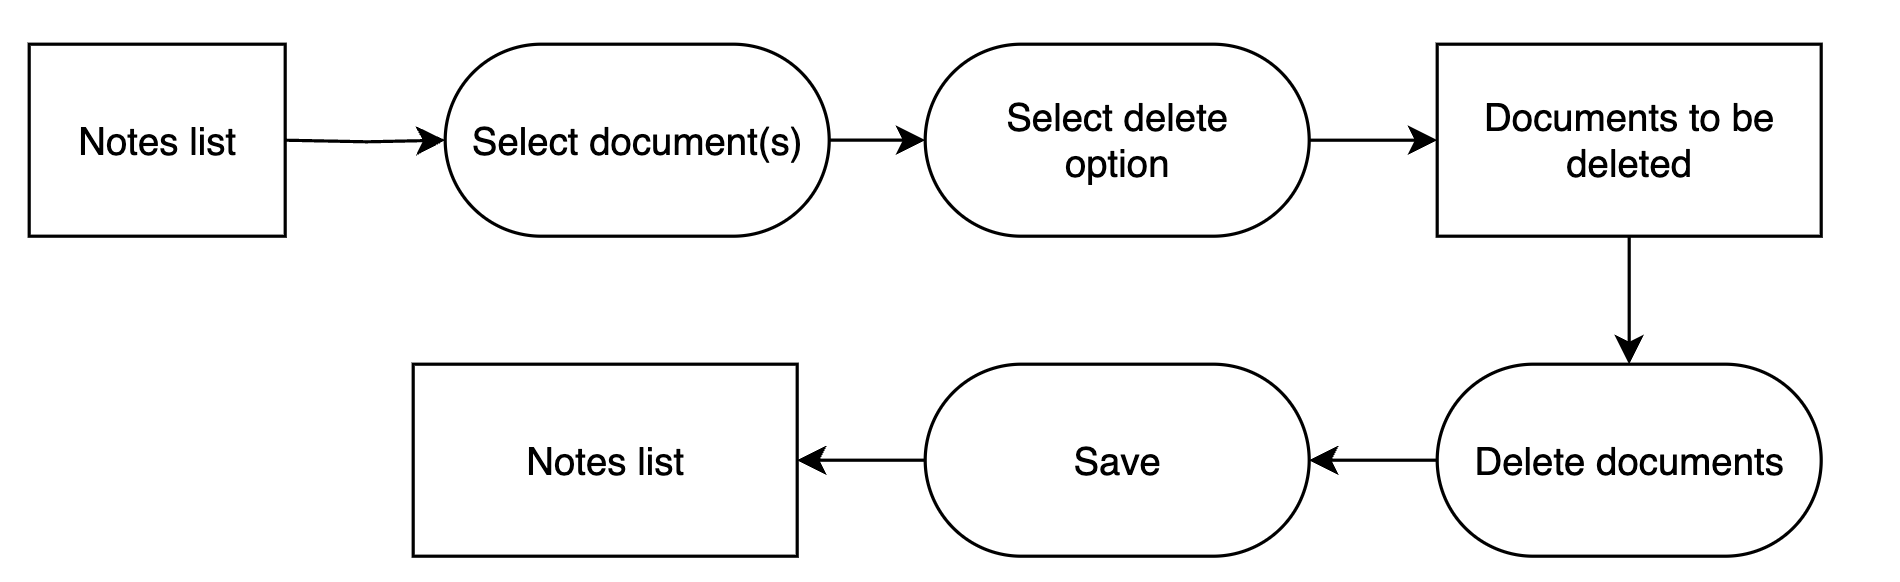 Notes list
Select document(s)
Select delete
option
Documents to be
deleted
Delete documents
Save
Notes list